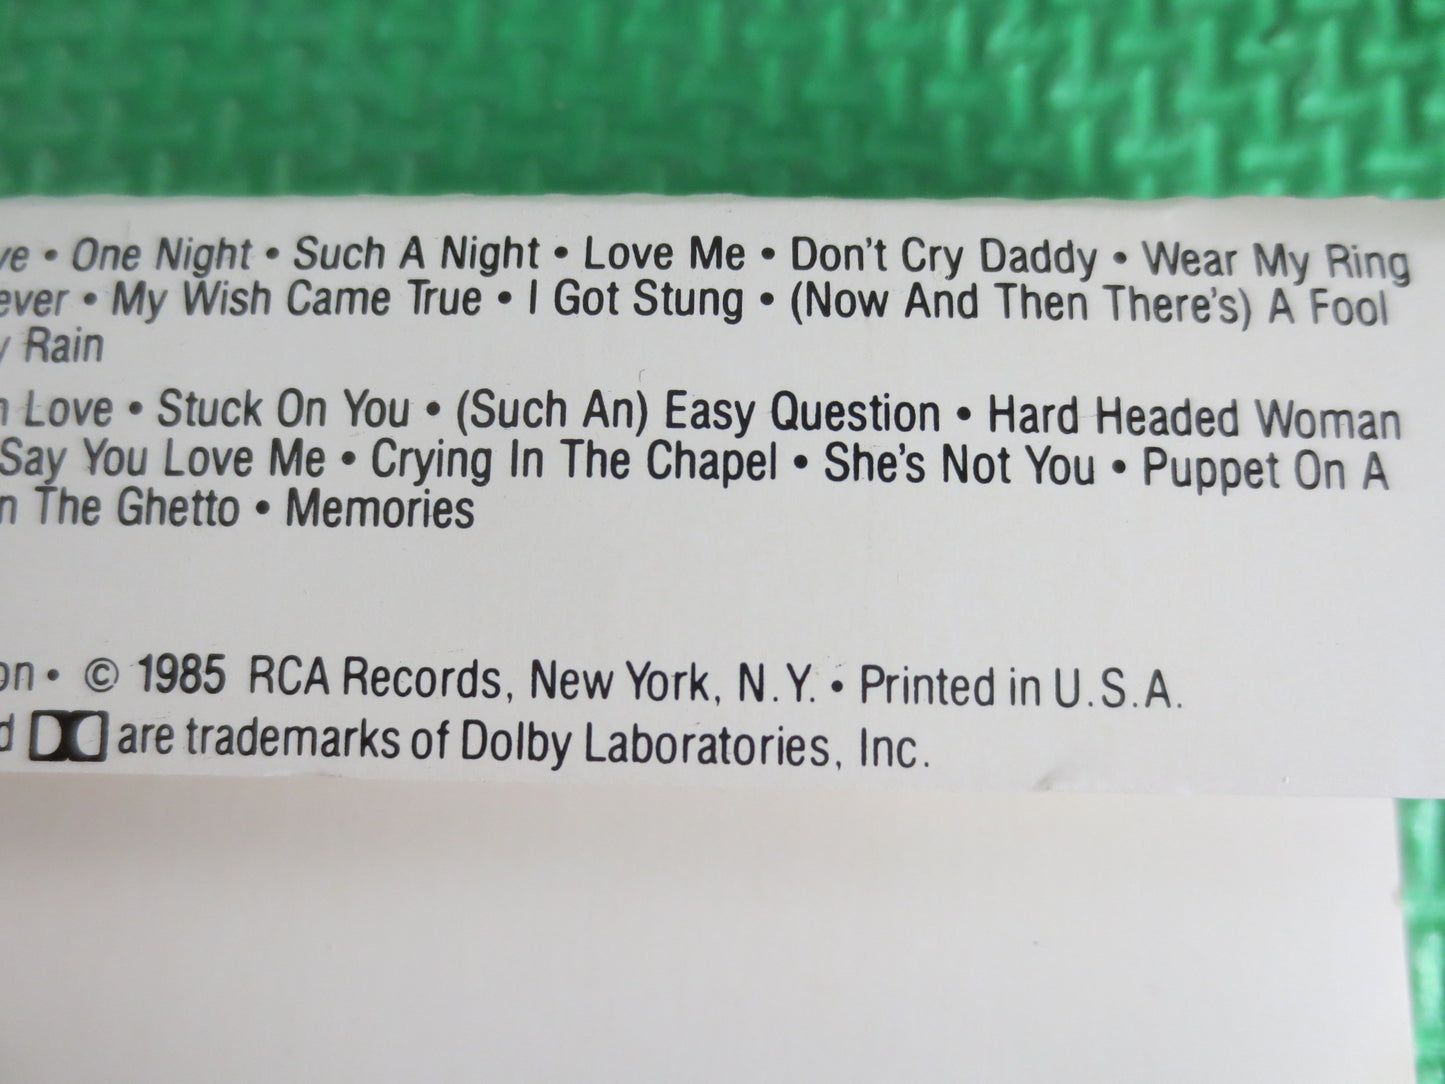 ve • One Night • Such A Night • Love Me • Don't Cry Daddy • Wear My Ring
ever • My Wish Came True • I Got Stung • (Now And Then There's) A Fool
y Rain
n Love • Stuck On You • (Such An) Easy Question • Hard Headed Woman
Say You Love Me • Crying In The Chapel • She's Not You • Puppet On A
n The Ghetto • Memories
on • © 1985 RCA Records, New York, N.Y. • Printed in U.S.A.
d are trademarks of Dolby Laboratories, Inc.